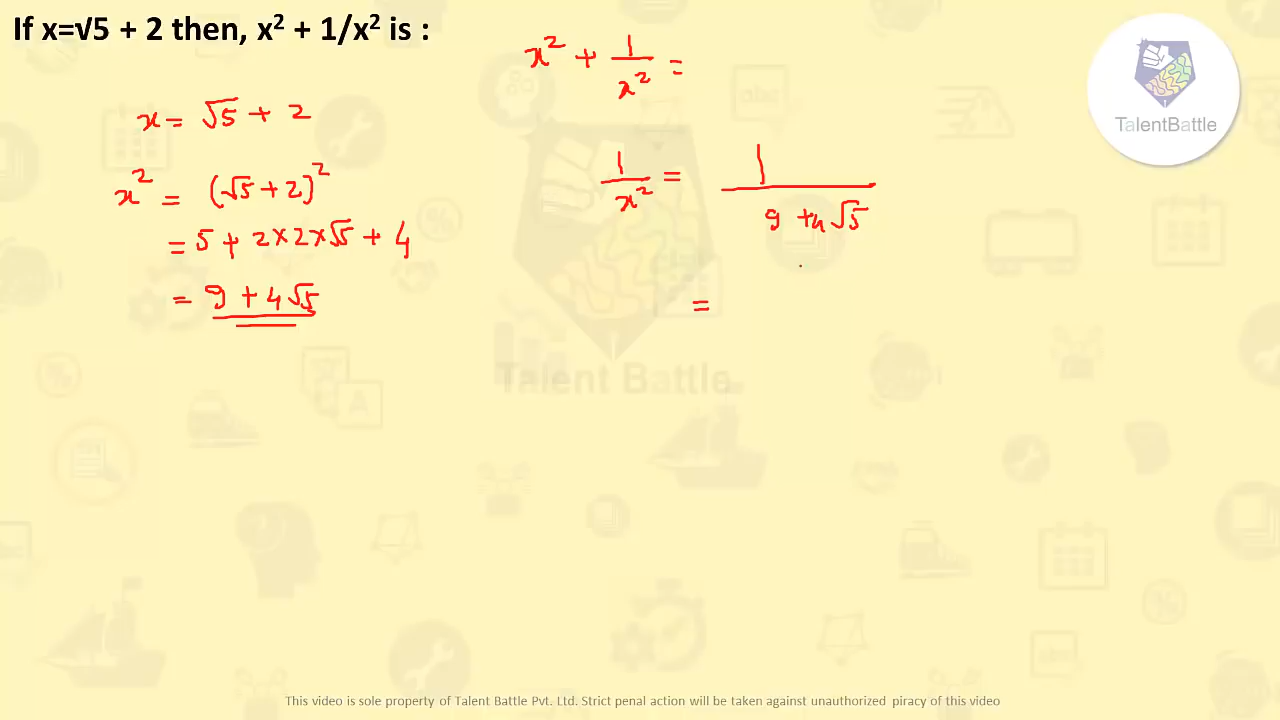 If x=√5 + 2 then, x² + 1/x² is :
x = √5 + 2
x² = (√5 + 2)²
= 5 + 2×2×√5 + 4
= 9 + 4√5
x² + 1/x² =
1/x² = 1/(9 + 4√5)
=
TalentBattle
Talent Battle
This video is sole property of Talent Battle Pvt. Ltd. Strict penal action will be taken against unauthorized piracy of this video